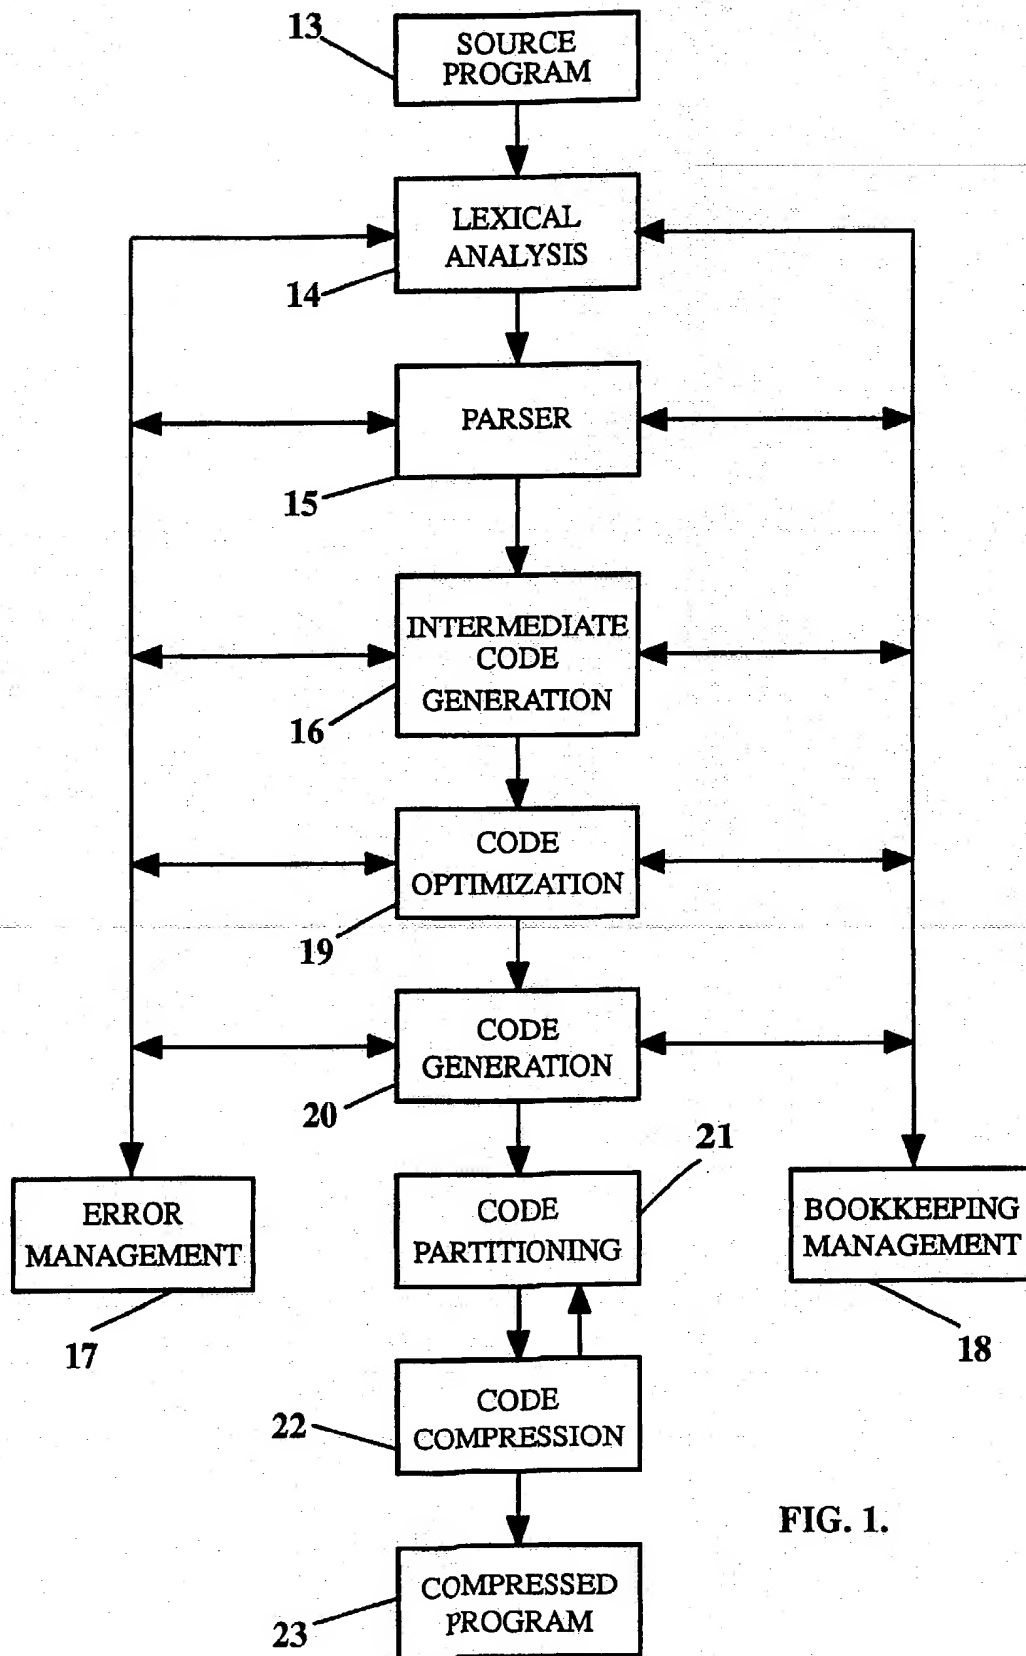 13
SOURCE
PROGRAM
LEXICAL
ANALYSIS
14
PARSER
15
INTERMEDIATE
CODE
GENERATION
16
CODE
OPTIMIZATION
19
CODE
GENERATION
20
21
ERROR
MANAGEMENT
17
CODE
PARTITIONING
BOOKKEEPING
MANAGEMENT
18
CODE
COMPRESSION
22
FIG. 1.
COMPRESSED
PROGRAM
23